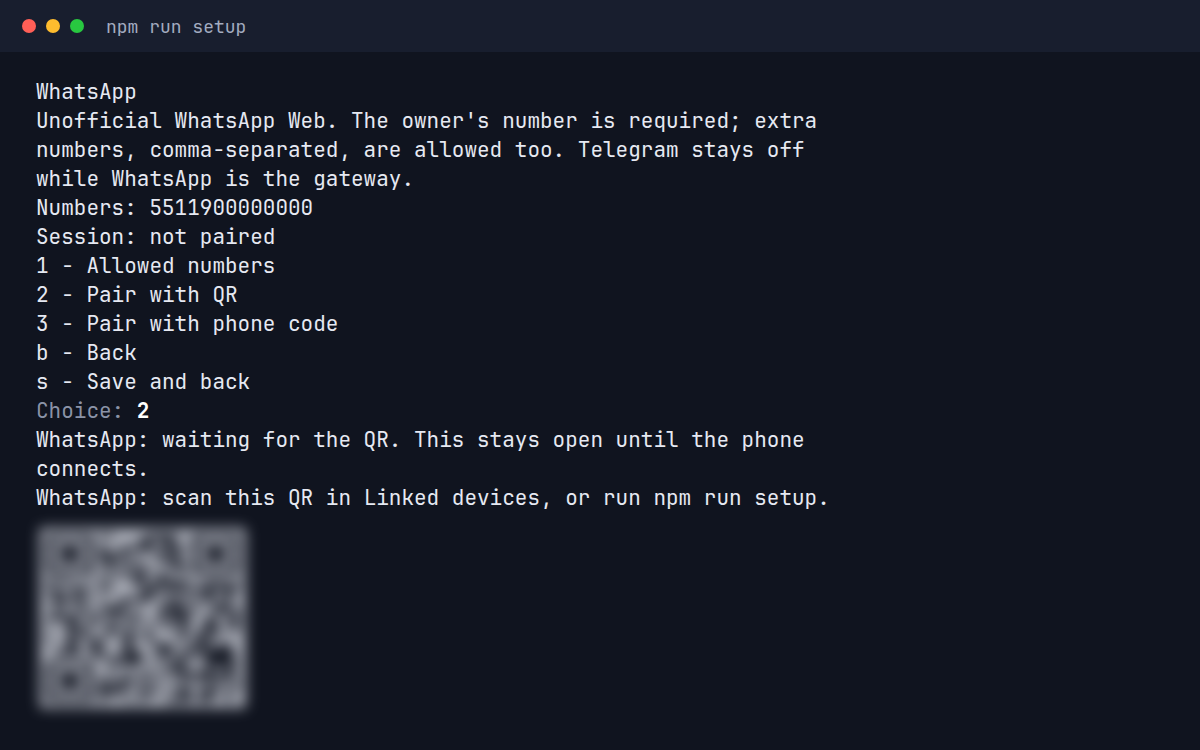 npm run setup
WhatsApp
Unofficial WhatsApp Web. The owner's number is required; extra
numbers, comma-separated, are allowed too. Telegram stays off
while WhatsApp is the gateway.
Numbers: 5511900000000
Session: not paired
1 - Allowed numbers
2 - Pair with QR
3 - Pair with phone code
b - Back
s - Save and back
Choice: 2
WhatsApp: waiting for the QR. This stays open until the phone
connects.
WhatsApp: scan this QR in Linked devices, or run npm run setup.